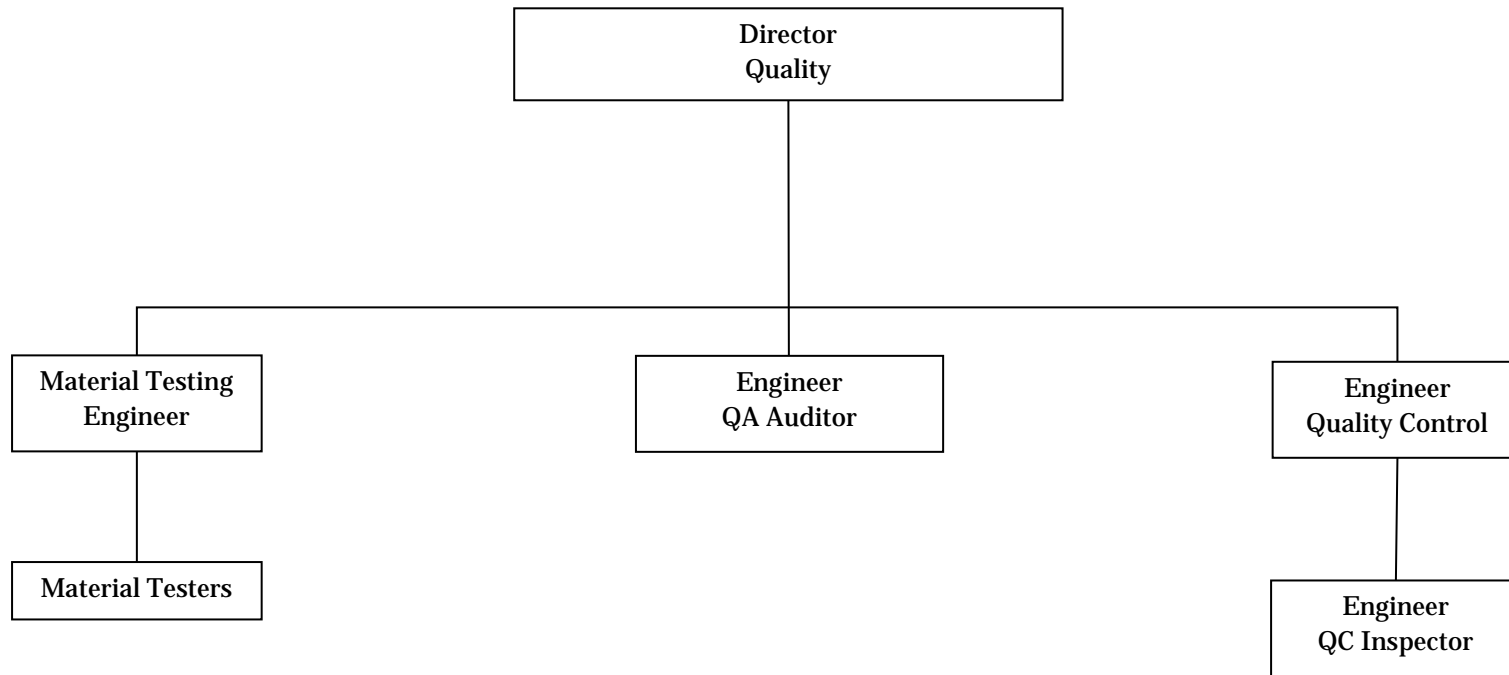 Director
Quality
Material Testing
Engineer
Engineer
QA Auditor
Engineer
Quality Control
Material Testers
Engineer
QC Inspector